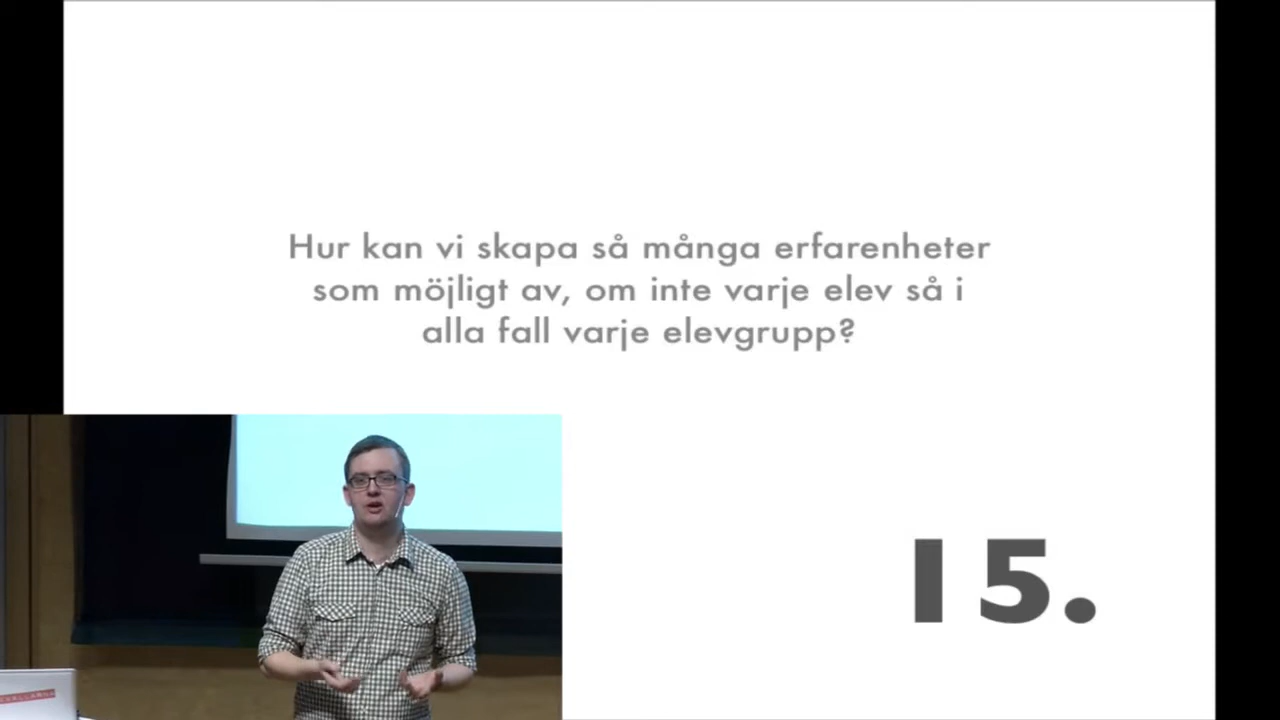 Hur kan vi skapa så många erfarenheter
som möjligt av, om inte varje elev så i
alla fall varje elevgrupp?
15.